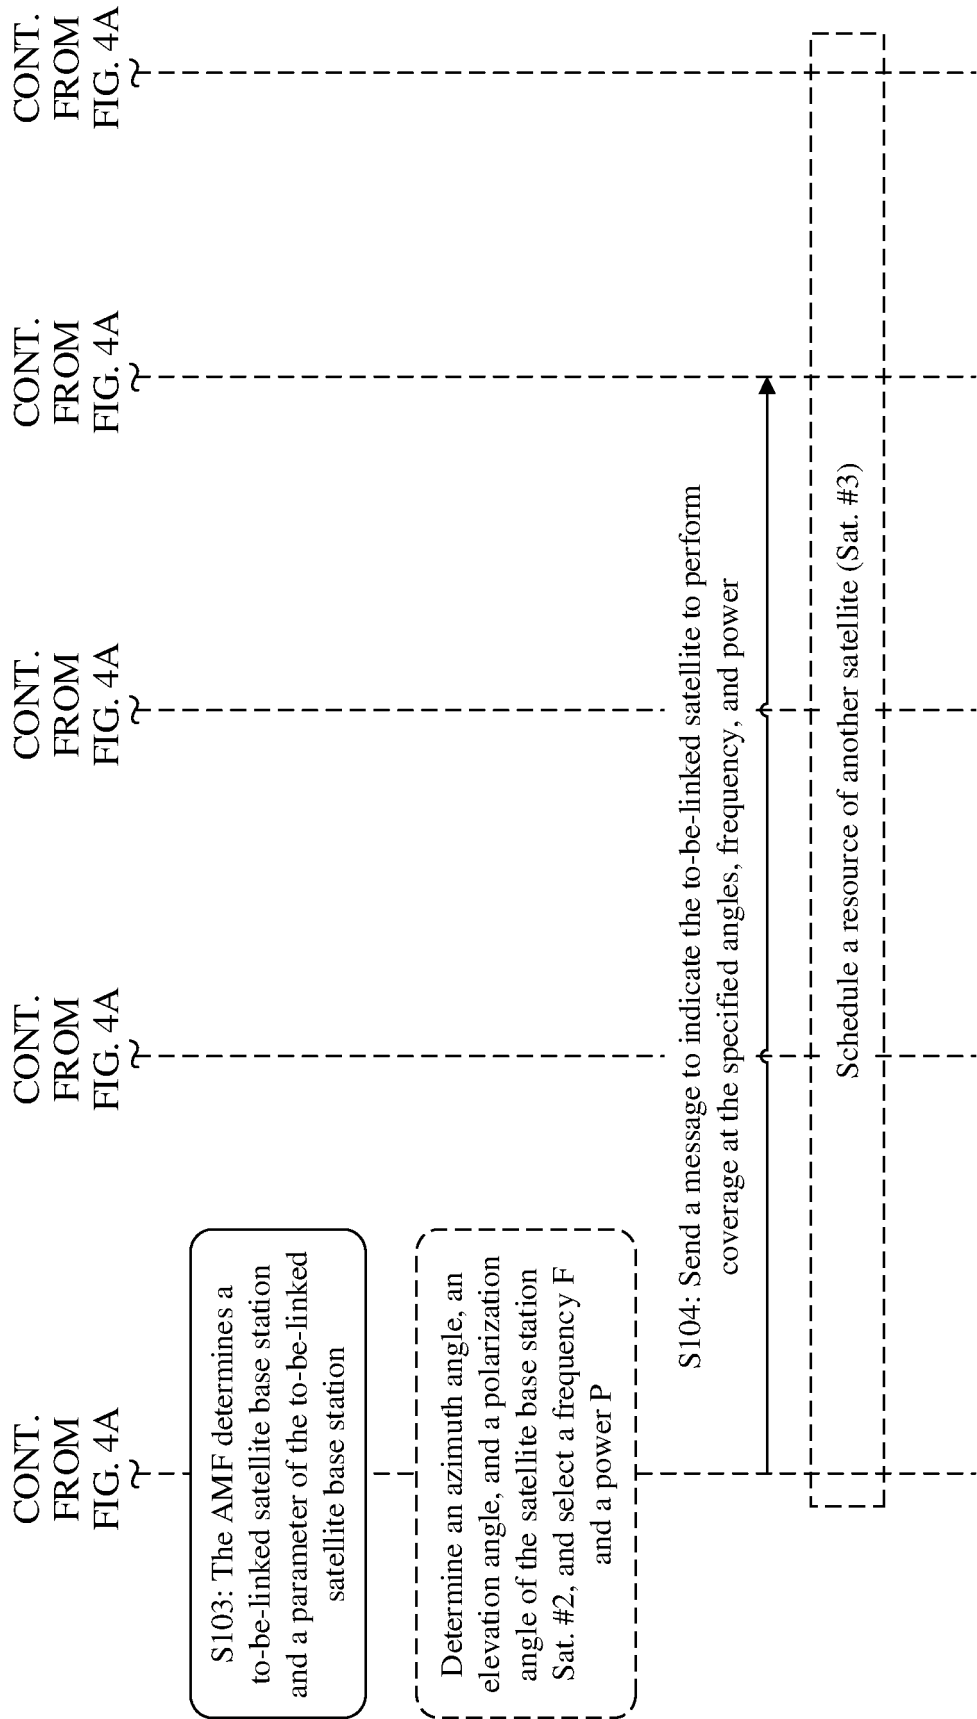 CONT.
FROM
FIG. 4A
CONT.
FROM
FIG. 4A
CONT.
FROM
FIG. 4A
CONT.
FROM
FIG. 4A
CONT.
FROM
FIG. 4A
S103: The AMF determines a
to-be-linked satellite base station
and a parameter of the to-be-linked
satellite base station
Determine an azimuth angle, an
elevation angle, and a polarization
angle of the satellite base station
Sat. #2, and select a frequency F
and a power P
S104: Send a message to indicate the to-be-linked satellite to perform
coverage at the specified angles, frequency, and power
Schedule a resource of another satellite (Sat. #3)